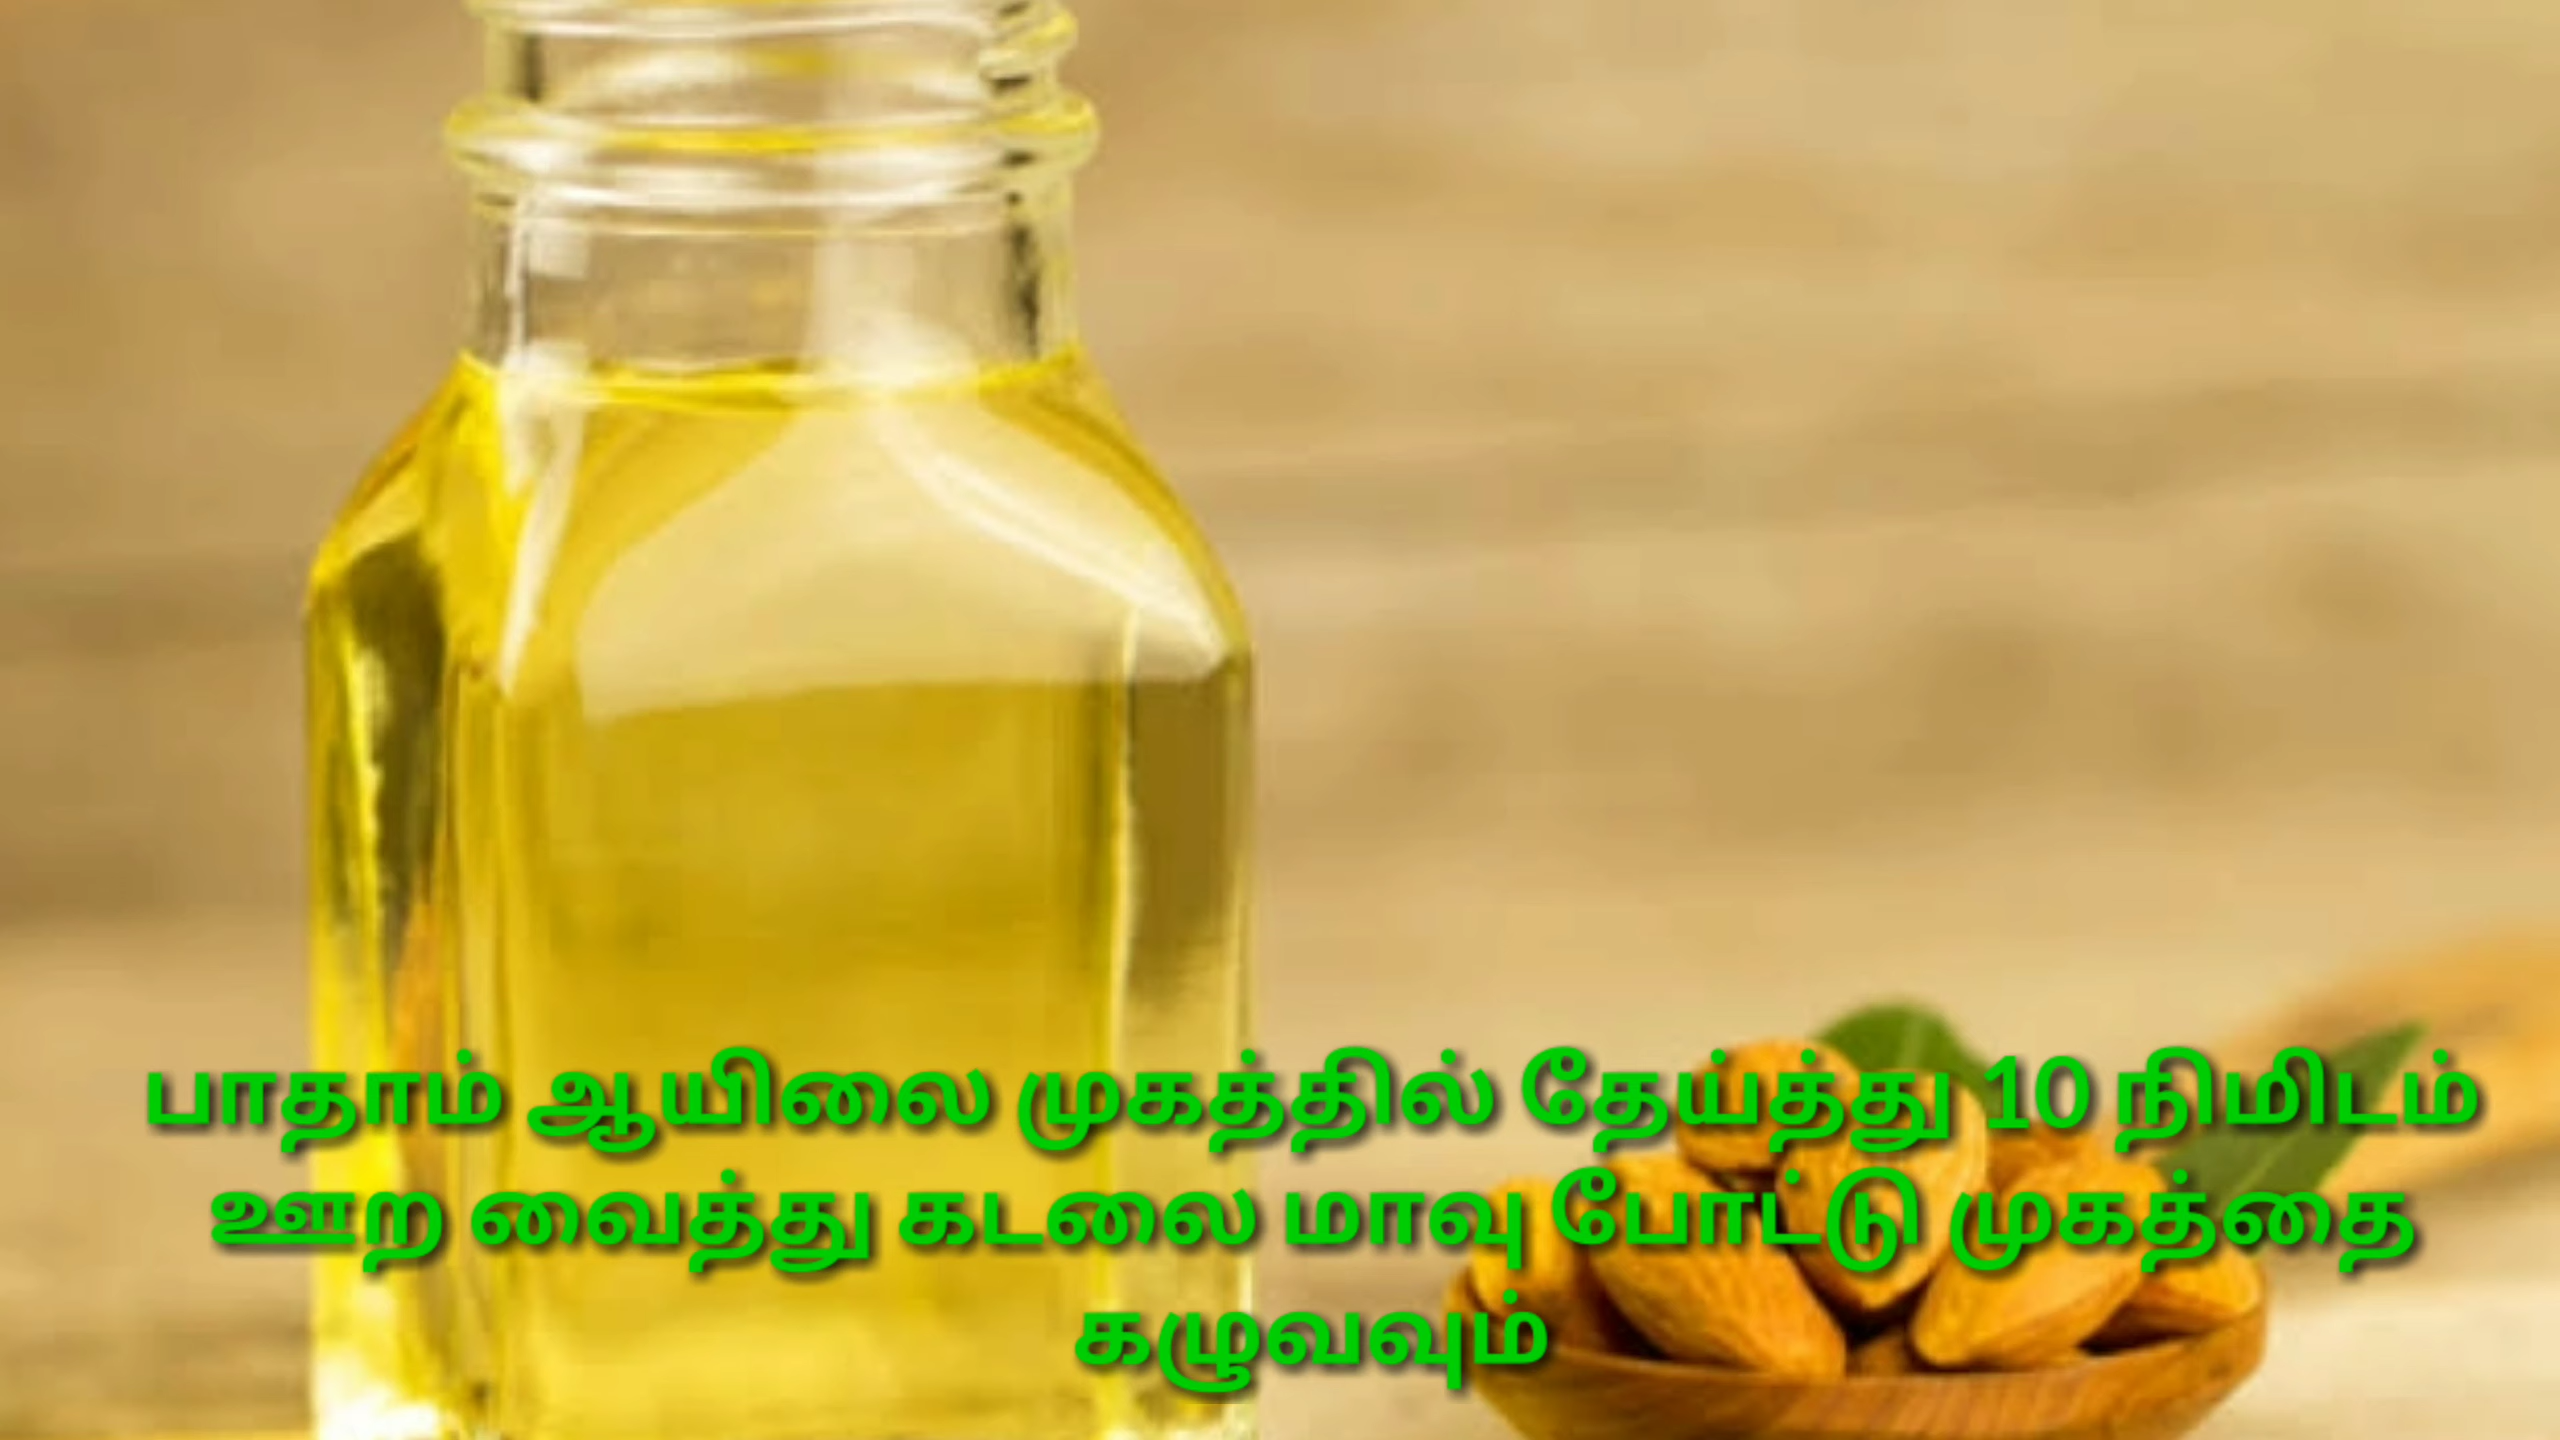 பாதாம் ஆயிலை முகத்தில் தேய்த்து 10 நிமிடம்
ஊற வைத்து கடலை மாவு போட்டு முகத்தை
கழுவவும்